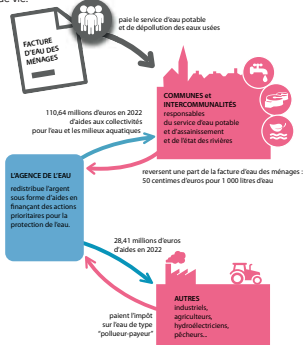 de vie.
FACTURE
D'EAU DES
MÉNAGES
paie le service d'eau potable
et de dépollution des eaux usées
COMMUNES et
INTERCOMMUNALITÉS
responsables
du service d'eau potable
et d'assainissement
et de l'état des rivières
110,64 millions d'euros en 2022
d'aides aux collectivités
pour l'eau et les milieux aquatiques
reversent une part de la facture d'eau des ménages :
50 centimes d'euros pour 1 000 litres d'eau
L'AGENCE DE L'EAU
redistribue l'argent
sous forme d'aides en
finançant des actions
prioritaires pour la
protection de l'eau.
28,41 millions d'euros
d'aides en 2022
AUTRES
industriels,
agriculteurs,
hydroélectriciens,
pêcheurs...
paient l'impôt
sur l'eau de type
"pollueur-payeur"